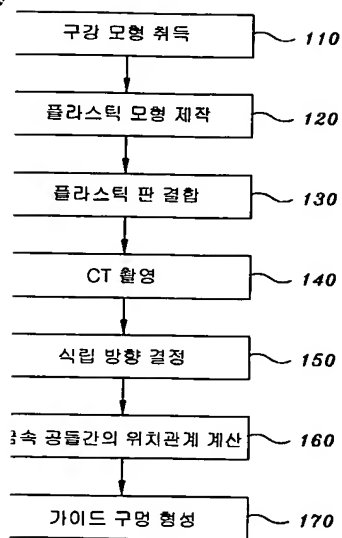 구강 모형 취득 110
플라스틱 모형 제작 120
플라스틱 판 결합 130
CT 촬영 140
식립 방향 결정 150
공들간의 위치관계 계산 160
가이드 구멍 형성 170